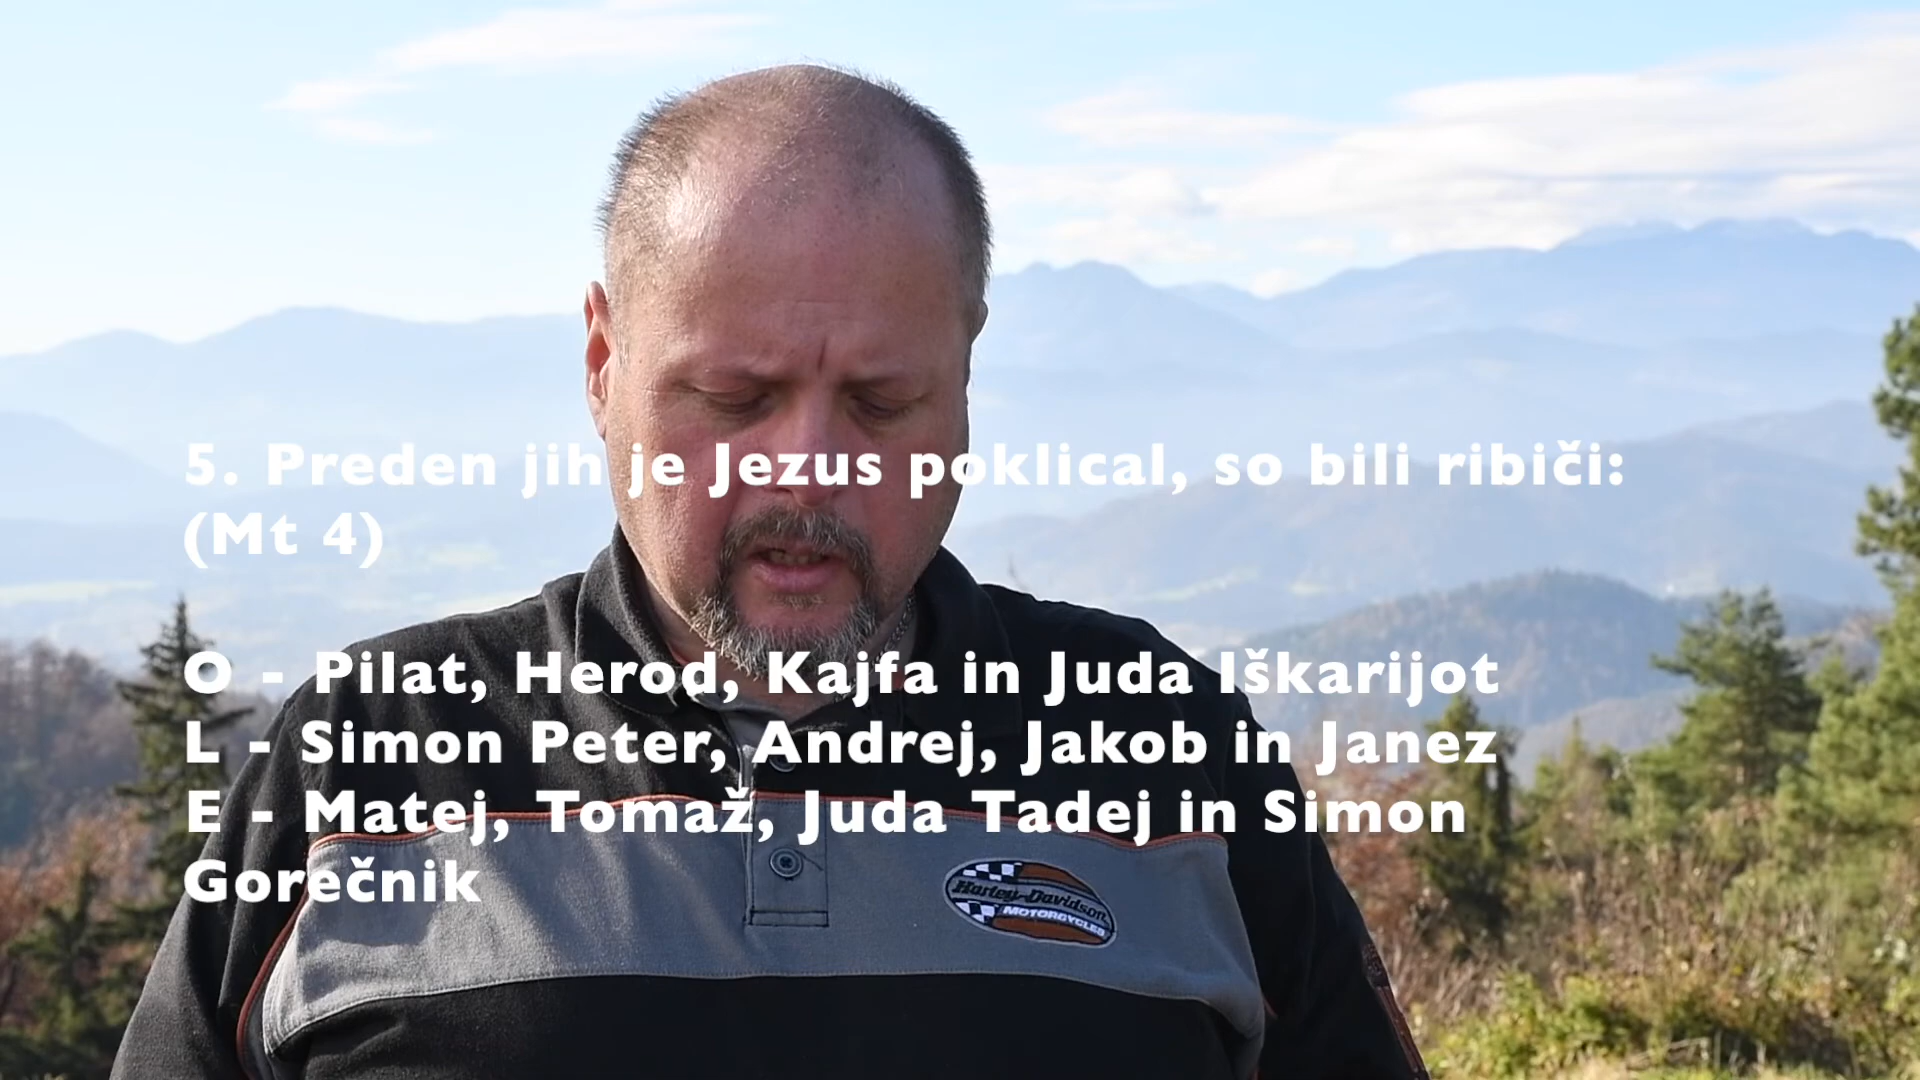 5. Preden jih je Jezus poklical, so bili ribiči:
(Mt 4)
O - Pilat, Herod, Kajfa in Juda Iškarijot
L - Simon Peter, Andrej, Jakob in Janez
E - Matej, Tomaž, Juda Tadej in Simon
Gorečnik
Harley-Davidson
MOTORCYCLES